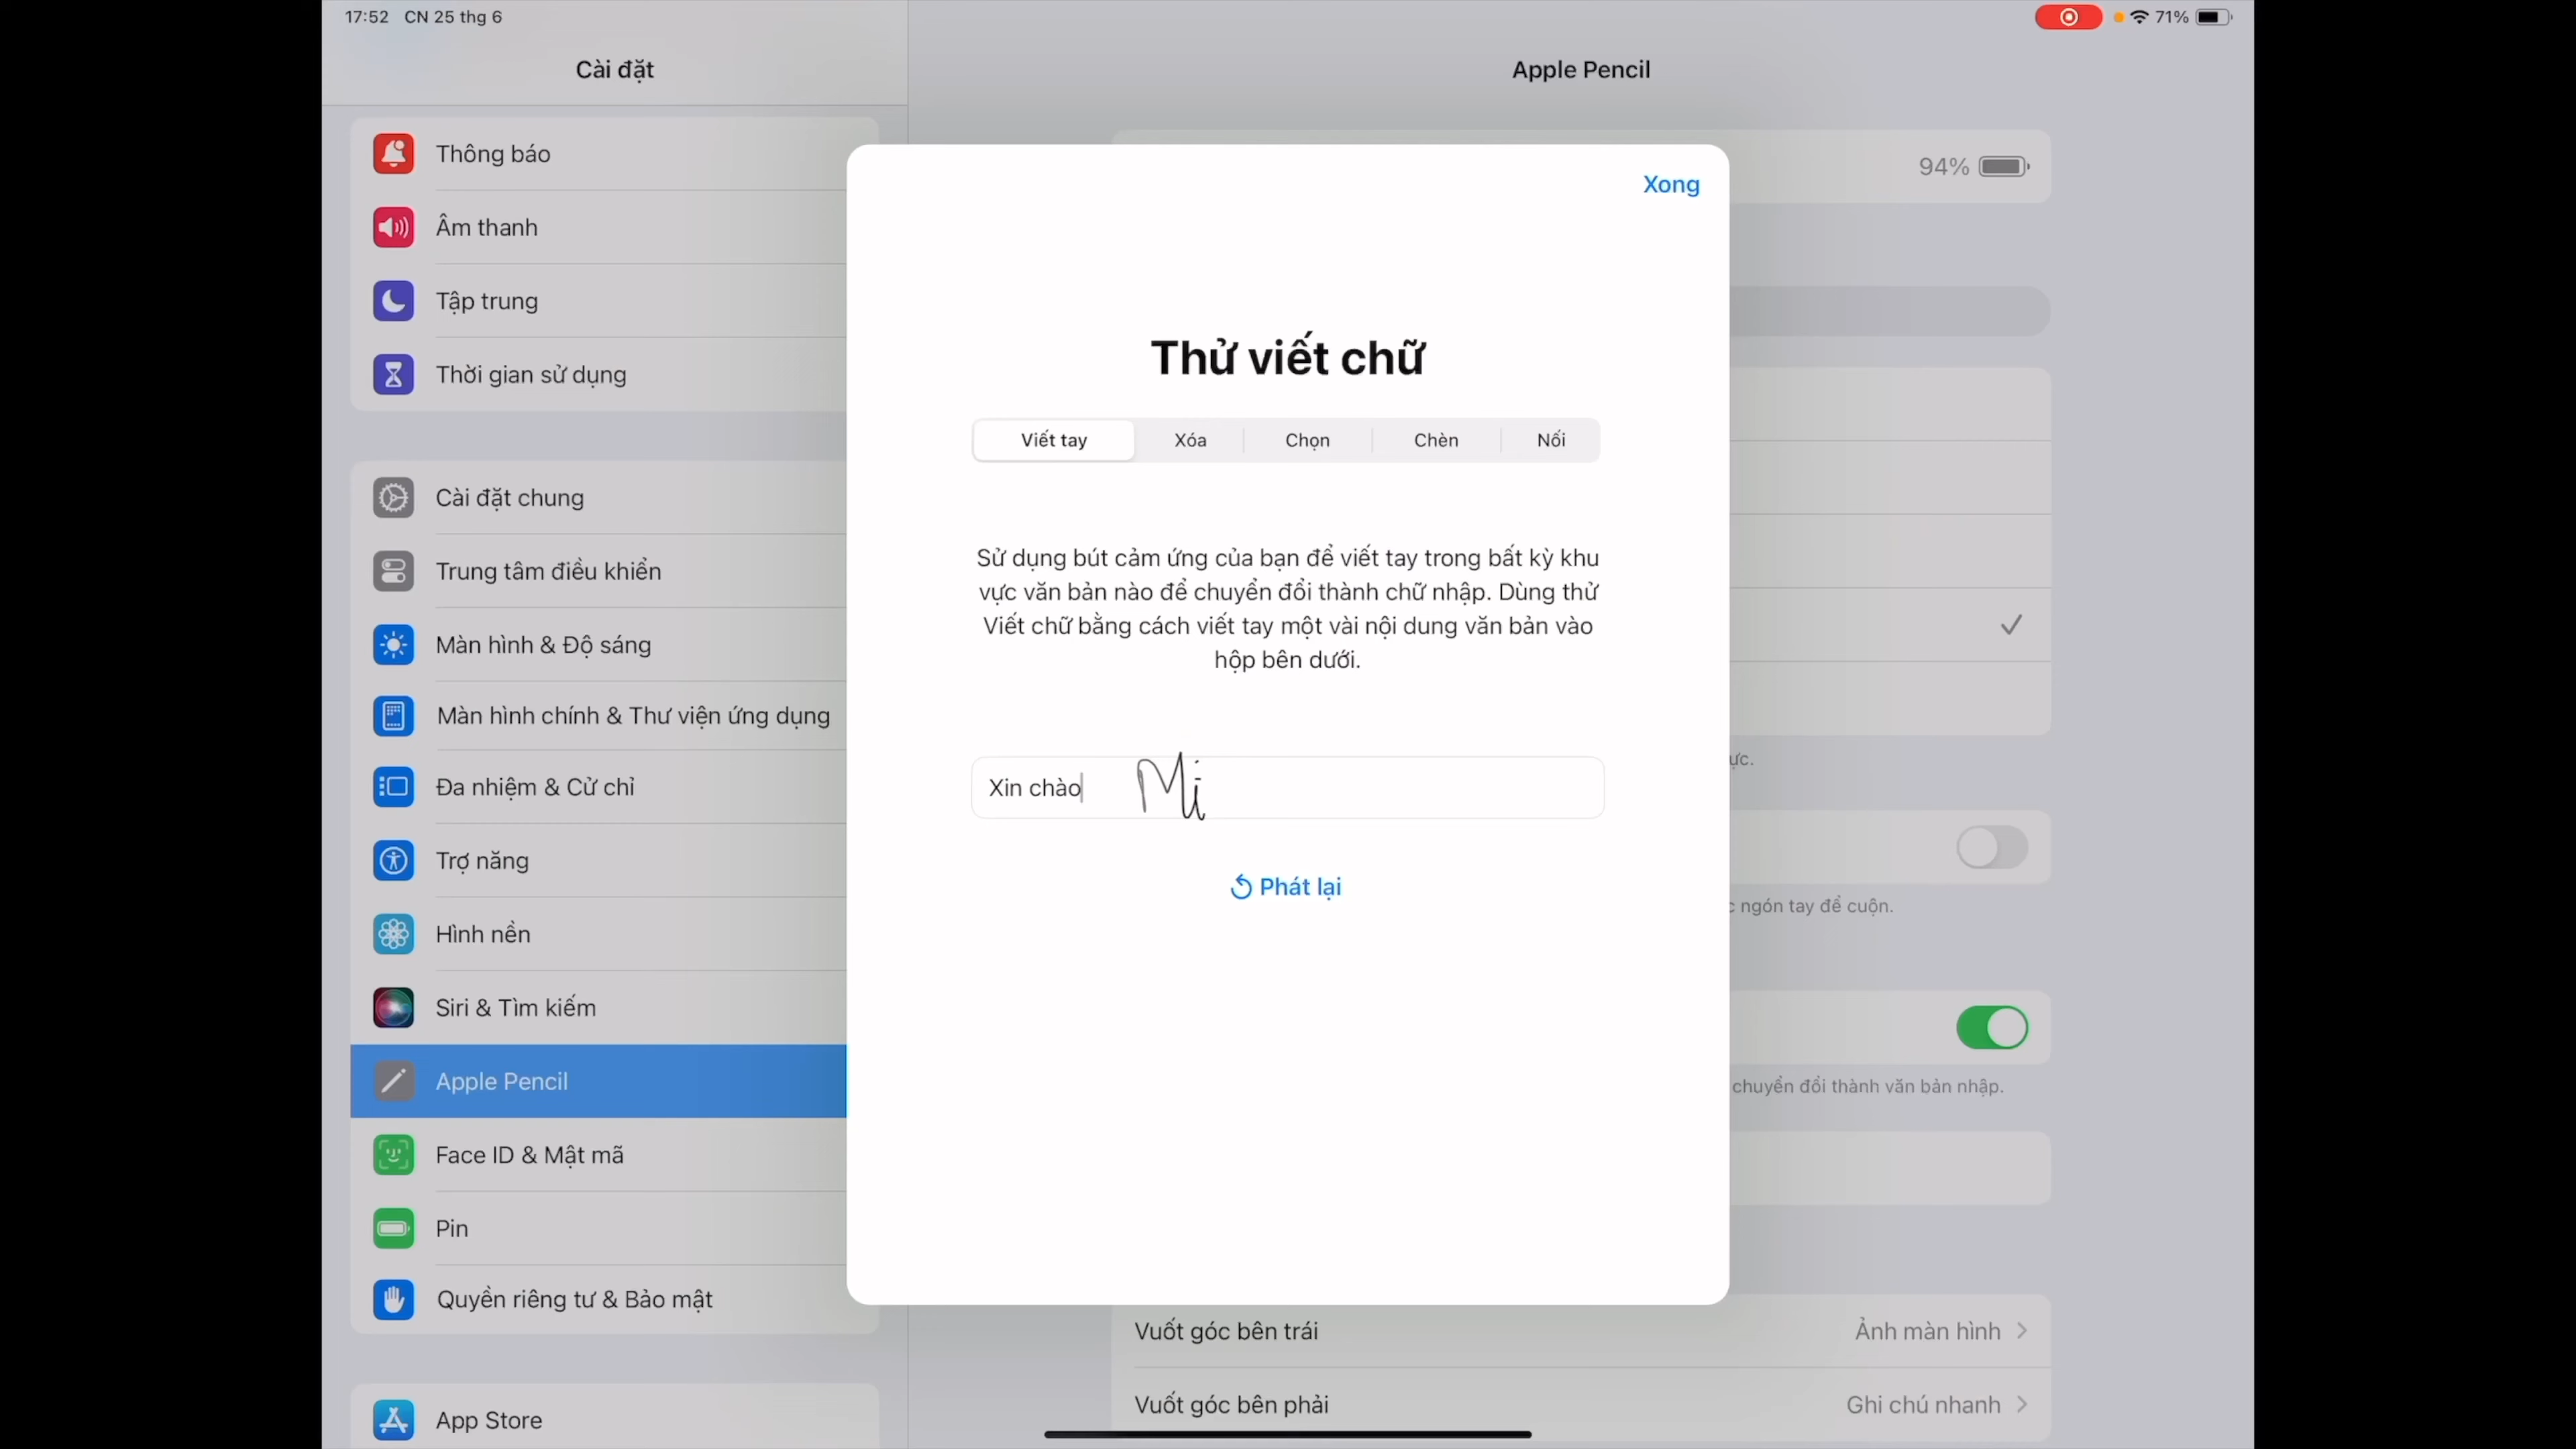 17:52 CN 25 thg 6
71%
Cài đặt
Apple Pencil
Thông báo
94%
Xong
Âm thanh
Tập trung
Thử viết chữ
Thời gian sử dụng
Viết tay Xóa Chọn Chèn Nối
Cài đặt chung
Sử dụng bút cảm ứng của bạn để viết tay trong bất kỳ khu
vực văn bản nào để chuyển đổi thành chữ nhập. Dùng thử
Viết chữ bằng cách viết tay một vài nội dung văn bản vào
hộp bên dưới.
Trung tâm điều khiển
Màn hình & Độ sáng
Màn hình chính & Thư viện ứng dụng
ực.
Đa nhiệm & Cử chỉ
Xin chào Mi
Trợ năng
Phát lại
ngón tay để cuộn.
Hình nền
Siri & Tìm kiếm
Apple Pencil
chuyển đổi thành văn bản nhập.
Face ID & Mật mã
Pin
Quyền riêng tư & Bảo mật
Vuốt góc bên trái Ảnh màn hình
Vuốt góc bên phải Ghi chú nhanh
App Store